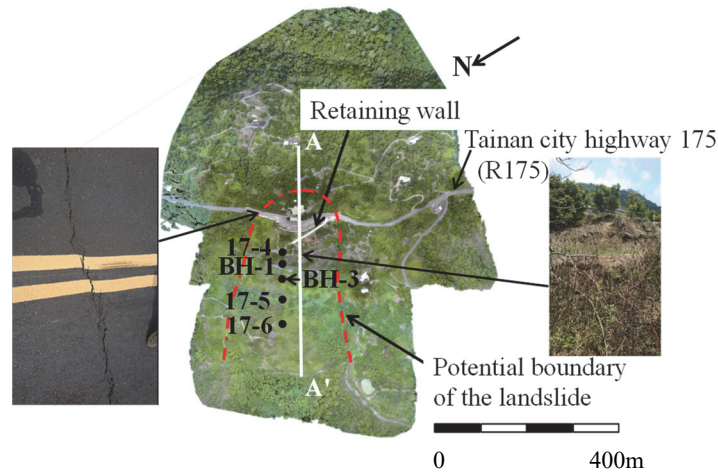 N
Retaining wall
A
Tainan city highway 175
(R175)
17-4
BH-1
BH-3
17-5
17-6
Potential boundary
of the landslide
A'
0 400m